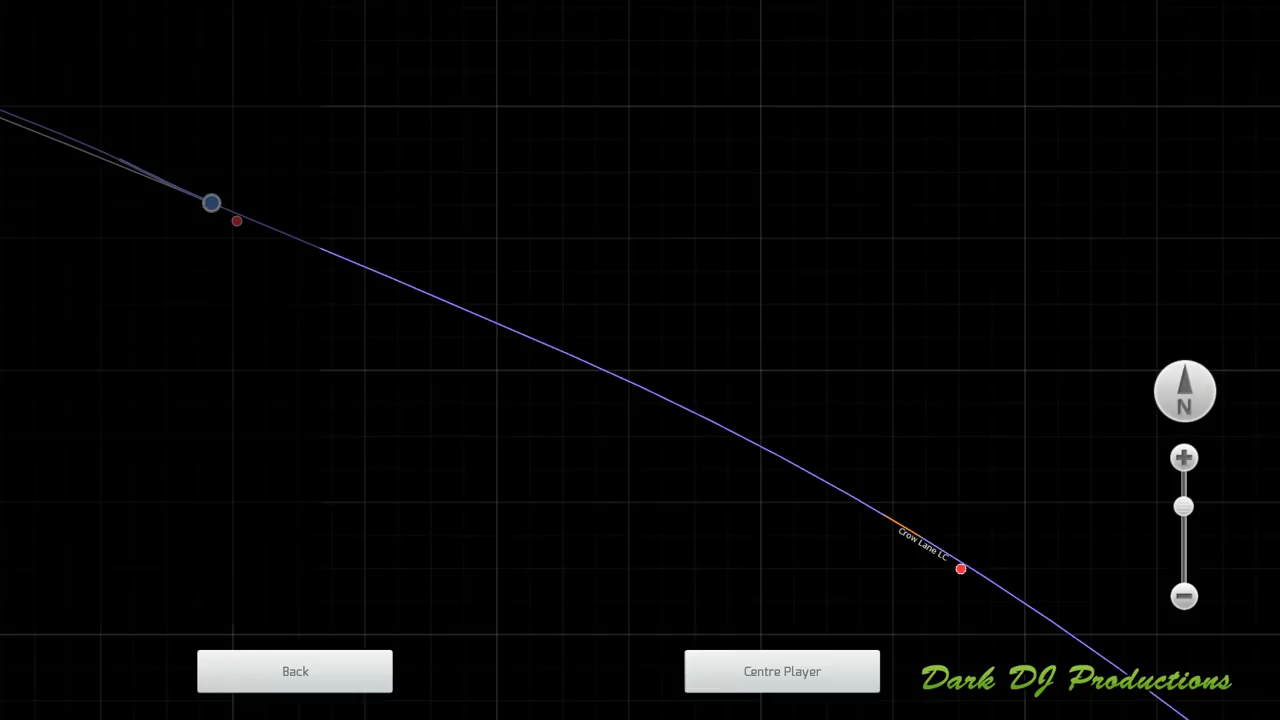 N
Crow Lane LC
Back
Centre Player
Dark DJ Productions